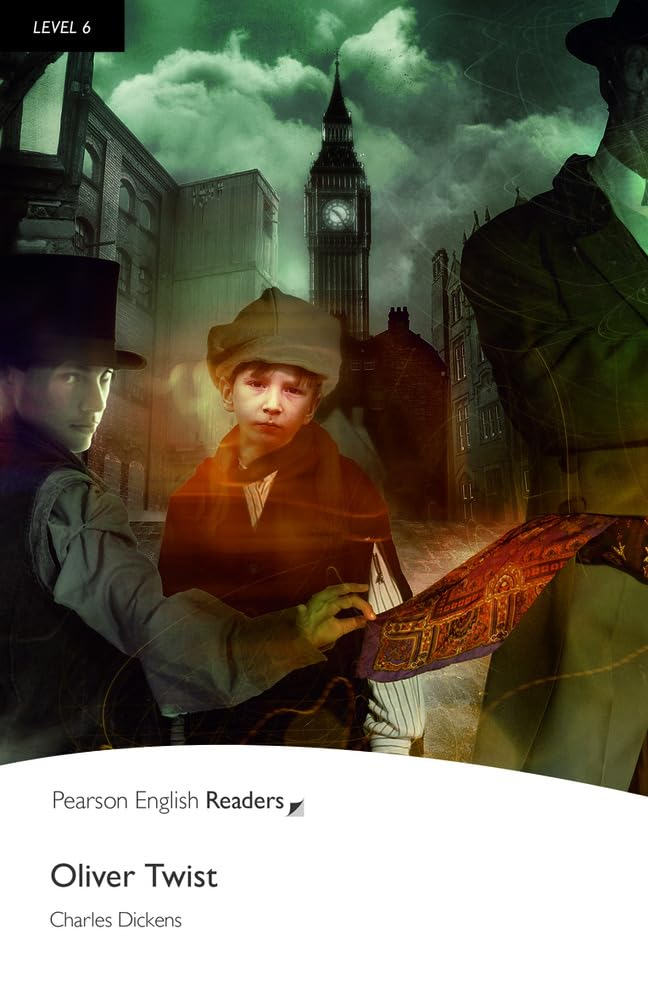 LEVEL 6
Pearson English Readers
Oliver Twist
Charles Dickens